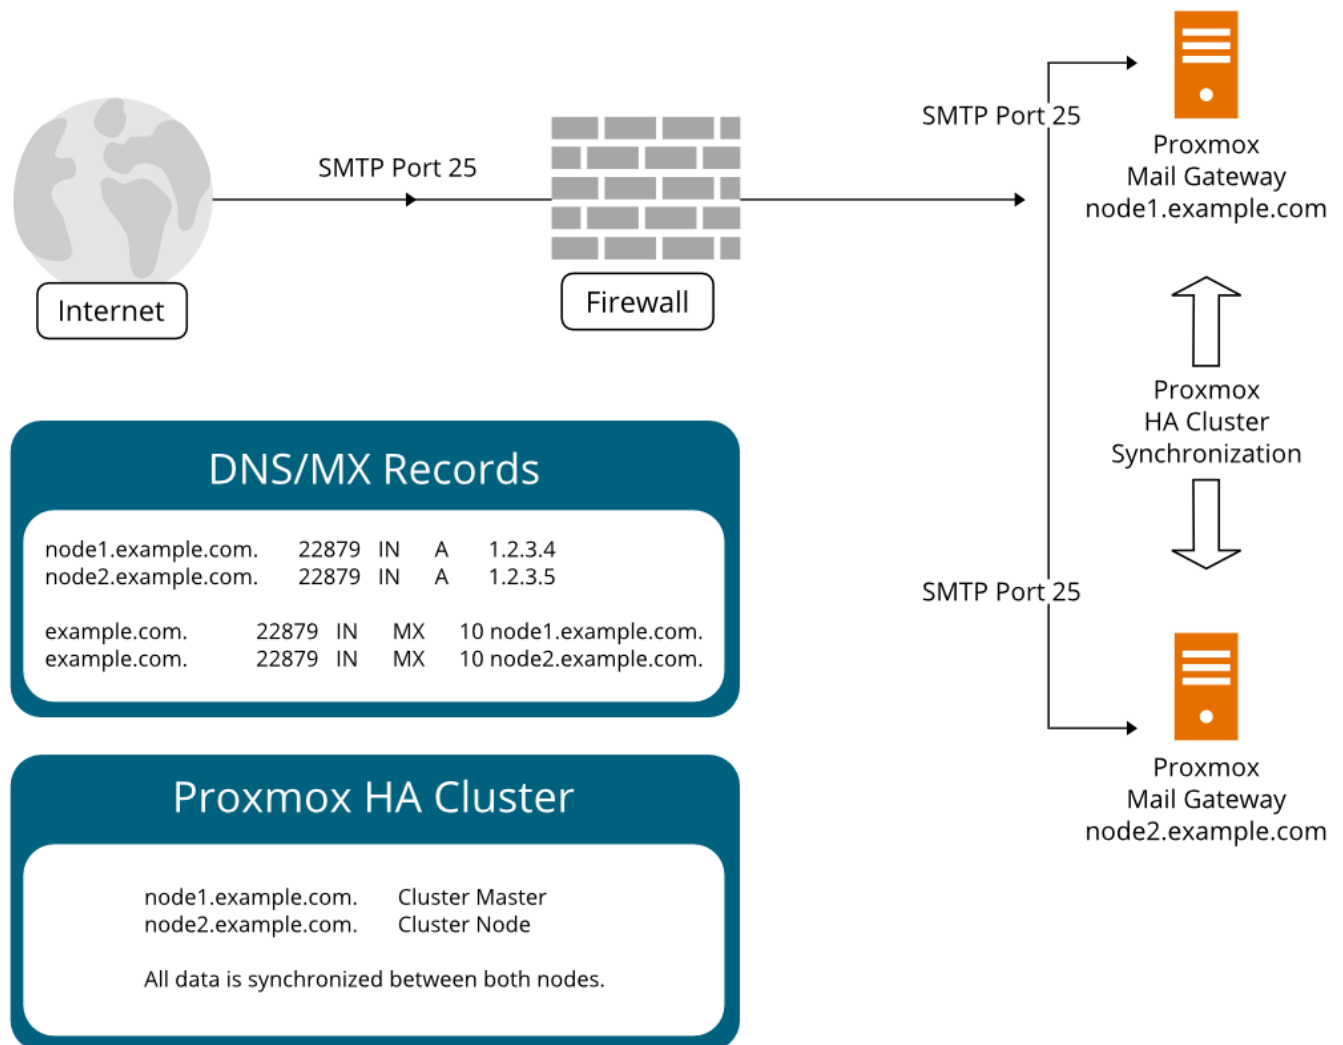 SMTP Port 25
Internet
Firewall
SMTP Port 25
Proxmox
Mail Gateway
node1.example.com
Proxmox
HA Cluster
Synchronization
SMTP Port 25
Proxmox
Mail Gateway
node2.example.com
DNS/MX Records
node1.example.com. 22879 IN A 1.2.3.4
node2.example.com. 22879 IN A 1.2.3.5
example.com. 22879 IN MX 10 node1.example.com.
example.com. 22879 IN MX 10 node2.example.com.
Proxmox HA Cluster
node1.example.com. Cluster Master
node2.example.com. Cluster Node
All data is synchronized between both nodes.